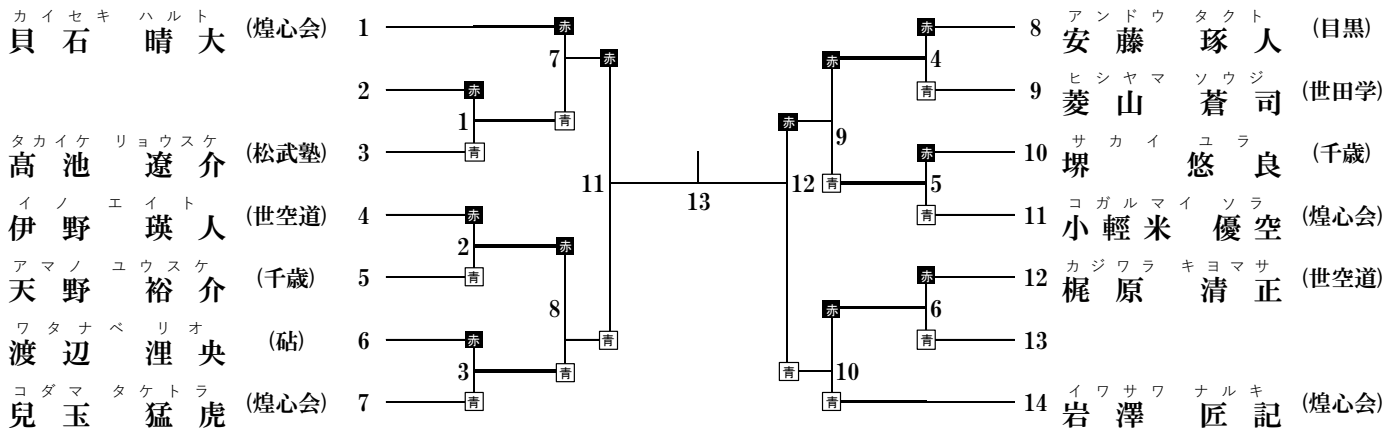 カイセキ ハルト
貝石 晴大 (煌心会) 1
2
タカイケ リョウスケ
髙池 遼介 (松武塾) 3
イノ エイト
伊野 瑛人 (世空道) 4
アマノ ユウスケ
天野 裕介 (千歳) 5
ワタナベ リオ
渡辺 浬央 (砧) 6
コダマ タケトラ
兒玉 猛虎 (煌心会) 7
赤
7
赤
赤
1
青
青
赤
2
青
赤
8
赤
3
青
青
青
11
13
12
赤
青
赤
9
青
赤
4
青
赤
5
青
赤
10
青
赤
6
青
アンドウ タクト
8 安藤 琢人 (目黒)
ヒシヤマ ソウジ
9 菱山 蒼司 (世田学)
サカイ ユラ
10 堺 悠良 (千歳)
コガルマイ ソラ
11 小輕米 優空 (煌心会)
カジワラ キヨマサ
12 梶原 清正 (世空道)
13
イワサワ ナルキ
14 岩澤 匠記 (煌心会)